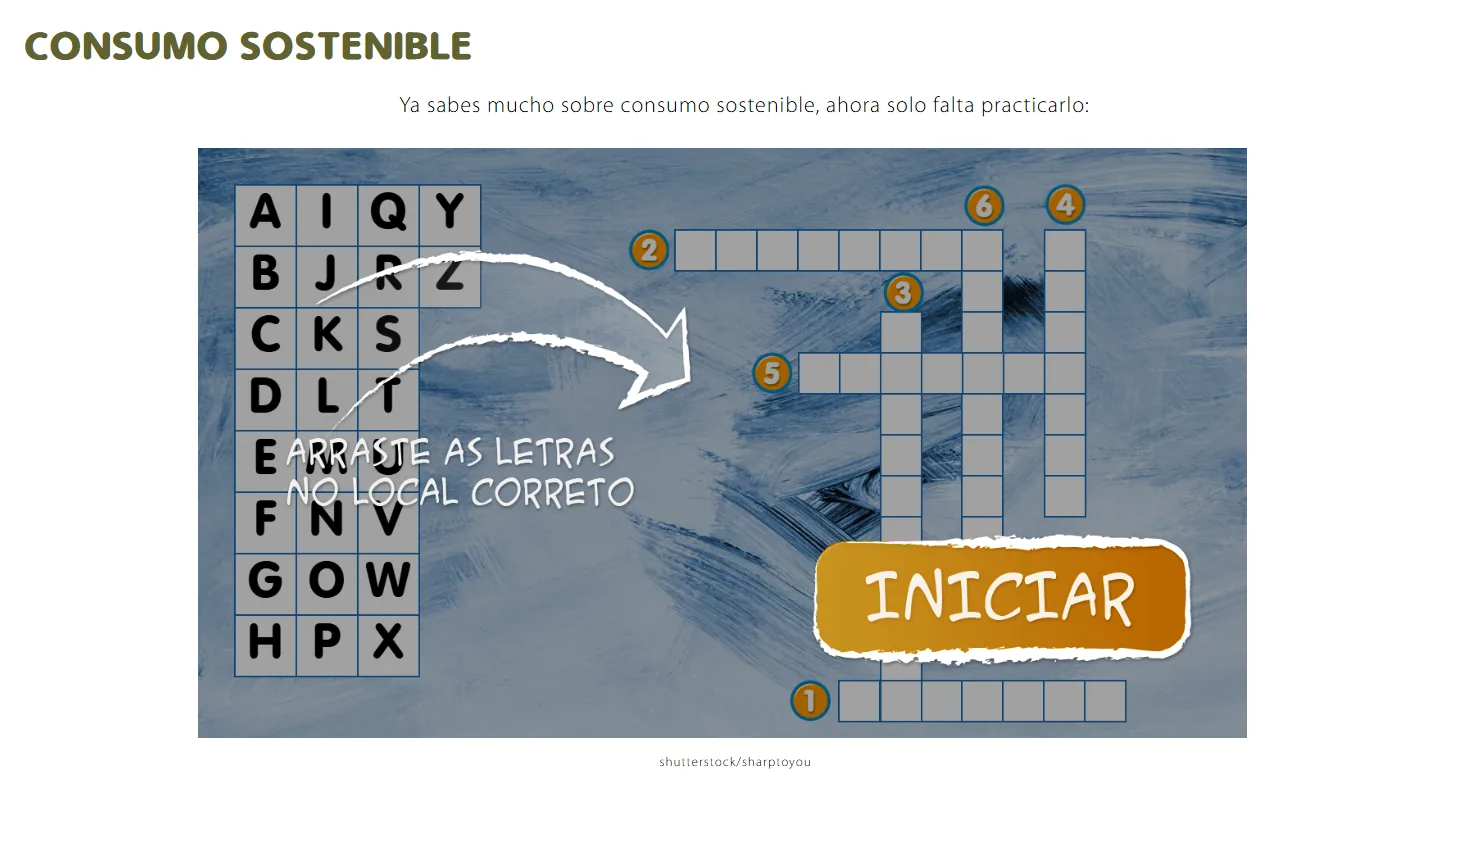 CONSUMO SOSTENIBLE
Ya sabes mucho sobre consumo sostenible, ahora solo falta practicarlo:
A I Q Y
B J R Z
C K S
D L T
E M U
F N V
G O W
H P X
ARRASTE AS LETRAS
NO LOCAL CORRETO
6 4
2
3
5
INICIAR
1
shutterstock/sharptoyou